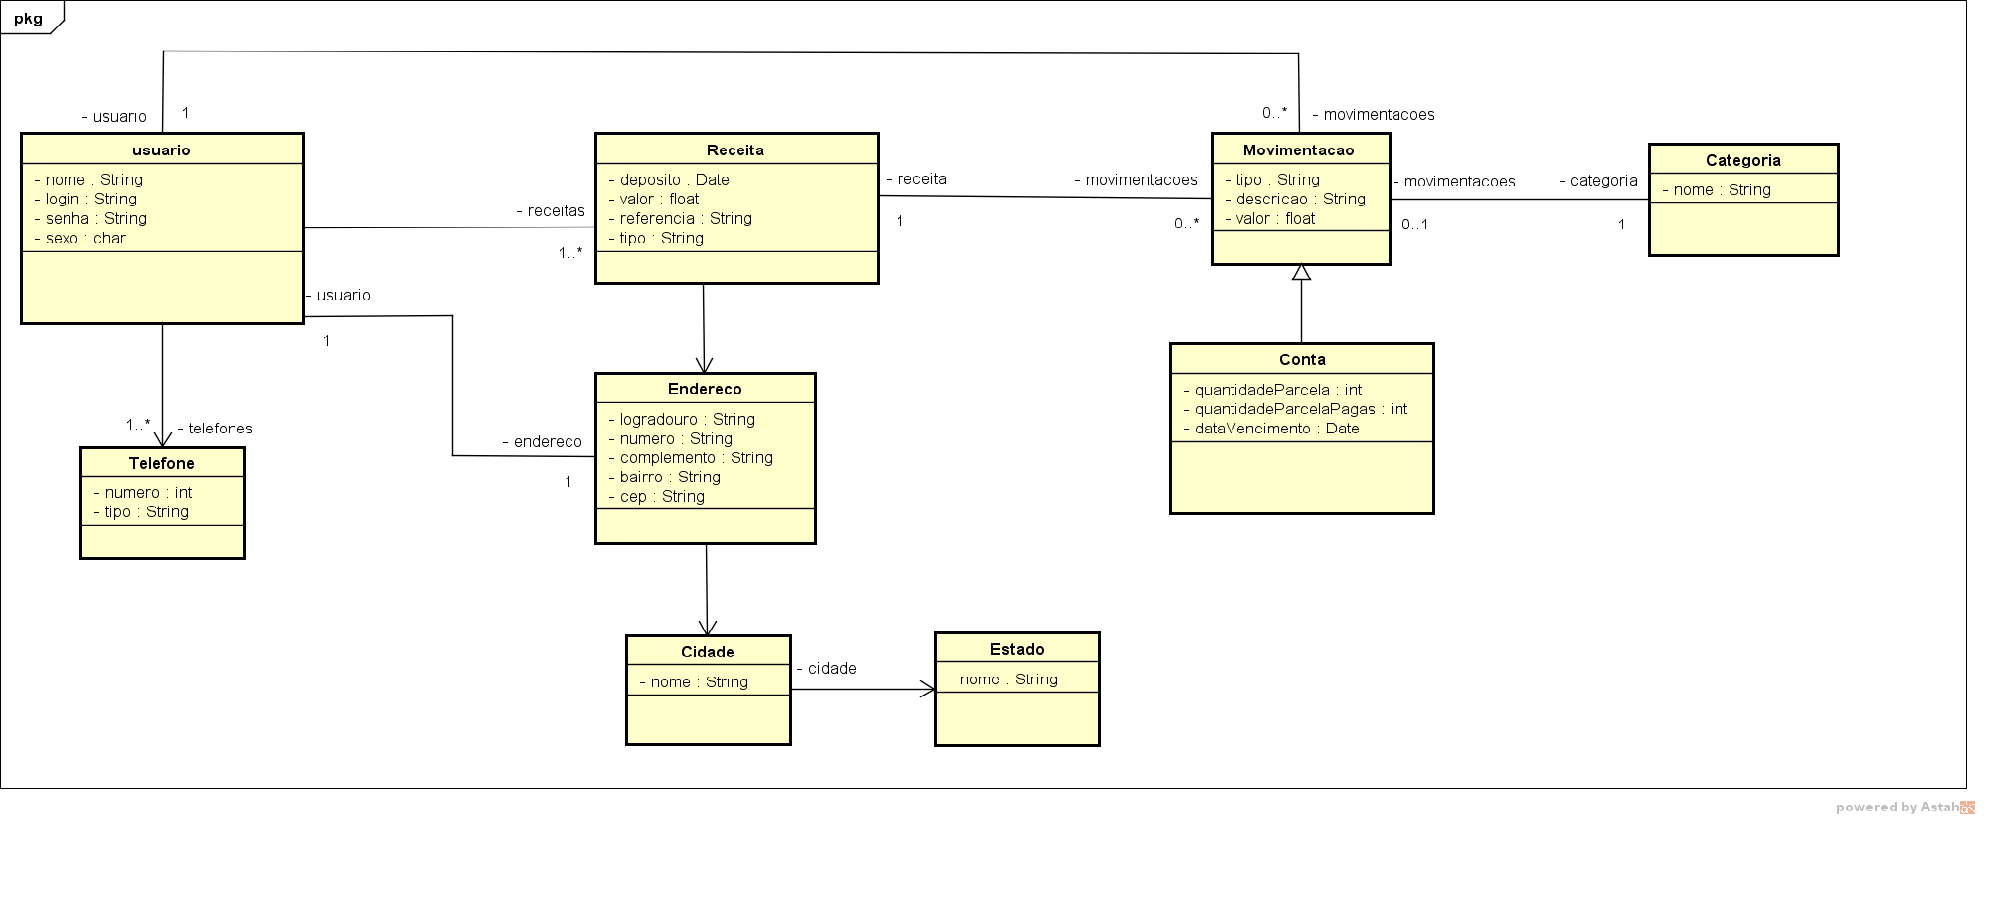 pkg
- usuario
1
0..*
- movimentacoes
usuario
- nome : String
- login : String
- senha : String
- sexo : char
- receitas
1..*
Receita
- deposito : Date
- valor : float
- referencia : String
- tipo : String
- receita
1
- movimentacoes
0..*
Movimentacao
- tipo : String
- descricao : String
- valor : float
- movimentacoes
0..1
- categoria
1
Categoria
- nome : String
- usuario
1
- endereco
1
Conta
- quantidadeParcela : int
- quantidadeParcelaPagas : int
- dataVencimento : Date
Endereco
- logradouro : String
- numero : String
- complemento : String
- bairro : String
- cep : String
1..*
- telefores
Telefone
- numero : int
- tipo : String
Cidade
- nome : String
- cidade
Estado
nome : String
powered by Astah